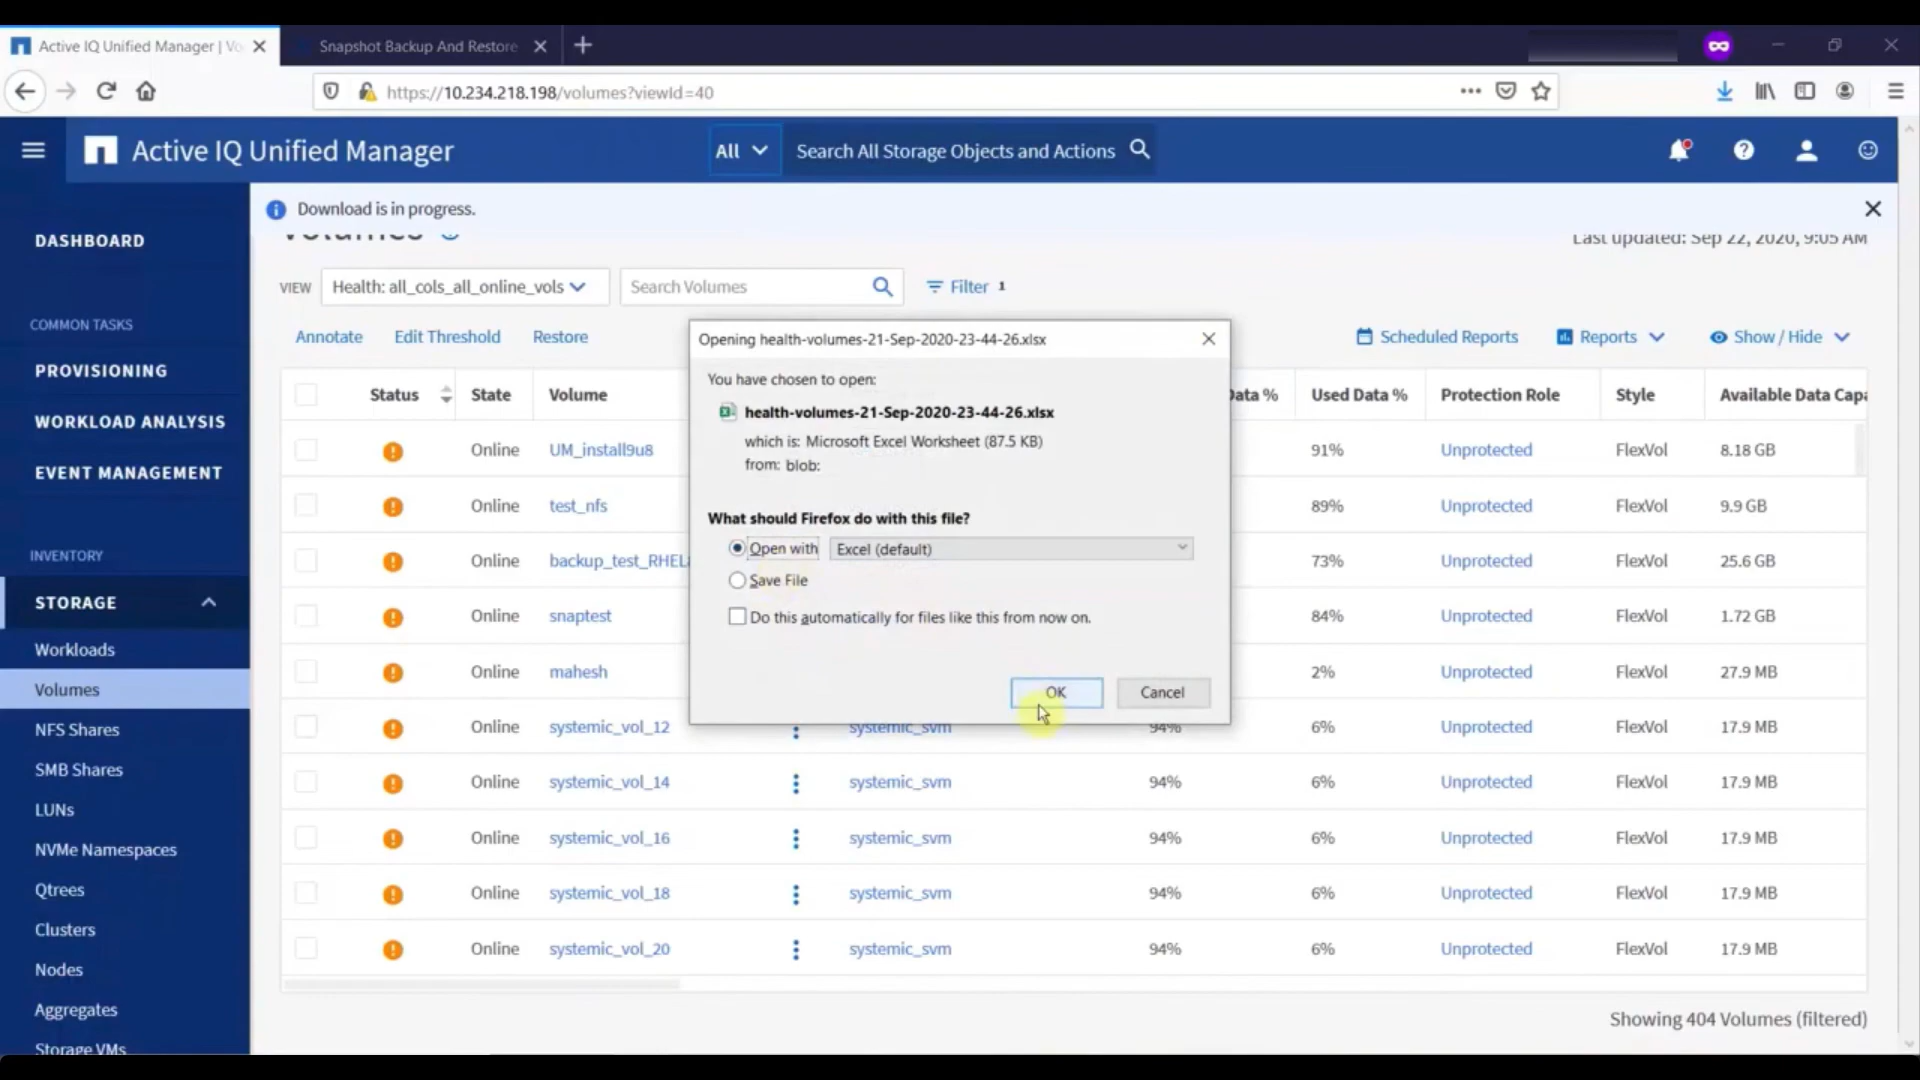 Active IQ Unified Manager | Vo
Snapshot Backup And Restore
https://10.234.218.198/volumes?viewId=40
Active IQ Unified Manager
All
Search All Storage Objects and Actions
Download is in progress.
Volumes
Last updated: Sep 22, 2020, 9:05 AM
DASHBOARD
COMMON TASKS
PROVISIONING
WORKLOAD ANALYSIS
EVENT MANAGEMENT
INVENTORY
STORAGE
Workloads
Volumes
NFS Shares
SMB Shares
LUNs
NVMe Namespaces
Qtrees
Clusters
Nodes
Aggregates
Storage VMs
VIEW Health: all_cols_all_online_vols Search Volumes Filter 1
Annotate Edit Threshold Restore Scheduled Reports Reports Show / Hide
Status State Volume Data % Used Data % Protection Role Style Available Data Capa
Online UM_install9u8 91% Unprotected FlexVol 8.18 GB
Online test_nfs 89% Unprotected FlexVol 9.9 GB
Online backup_test_RHEL 73% Unprotected FlexVol 25.6 GB
Online snaptest 84% Unprotected FlexVol 1.72 GB
Online mahesh 2% Unprotected FlexVol 27.9 MB
Online systemic_vol_12 systemic_svm 94% 6% Unprotected FlexVol 17.9 MB
Online systemic_vol_14 systemic_svm 94% 6% Unprotected FlexVol 17.9 MB
Online systemic_vol_16 systemic_svm 94% 6% Unprotected FlexVol 17.9 MB
Online systemic_vol_18 systemic_svm 94% 6% Unprotected FlexVol 17.9 MB
Online systemic_vol_20 systemic_svm 94% 6% Unprotected FlexVol 17.9 MB
Showing 404 Volumes (filtered)
Opening health-volumes-21-Sep-2020-23-44-26.xlsx
You have chosen to open:
health-volumes-21-Sep-2020-23-44-26.xlsx
which is: Microsoft Excel Worksheet (87.5 KB)
from: blob:
What should Firefox do with this file?
Open with Excel (default)
Save File
Do this automatically for files like this from now on.
OK Cancel